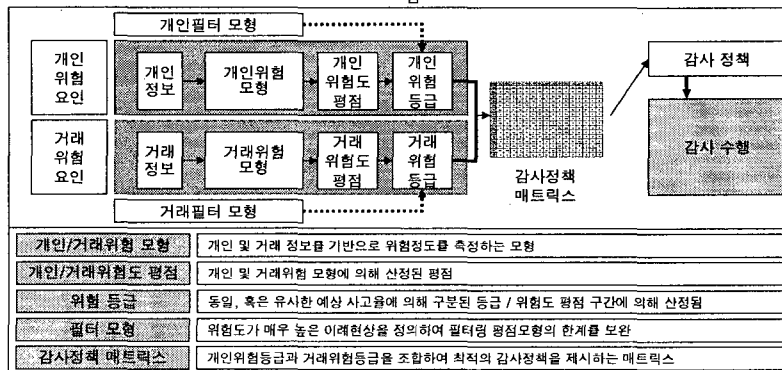 개인필터 모형
개인
위험
요인
개인
정보
개인위험
모형
개인
위험도
평점
개인
위험
등급
감사 정책
거래
위험
요인
거래
정보
거래위험
모형
거래
위험도
평점
거래
위험
등급
감사정책
매트릭스
감사 수행
거래필터 모형
개인/거래위험 모형
개인 및 거래 정보를 기반으로 위험정도를 측정하는 모형
개인/거래위험도 평점
개인 및 거래위험 모형에 의해 산정된 평점
위험 등급
동일, 혹은 유사한 예상 사고율에 의해 구분된 등급 / 위험도 평점 구간에 의해 산정됨
필터 모형
위험도가 매우 높은 이례현상을 정의하여 필터링 평점모형의 한계를 보완
감사정책 매트릭스
개인위험등급과 거래위험등급을 조합하여 최적의 감사정책을 제시하는 매트릭스